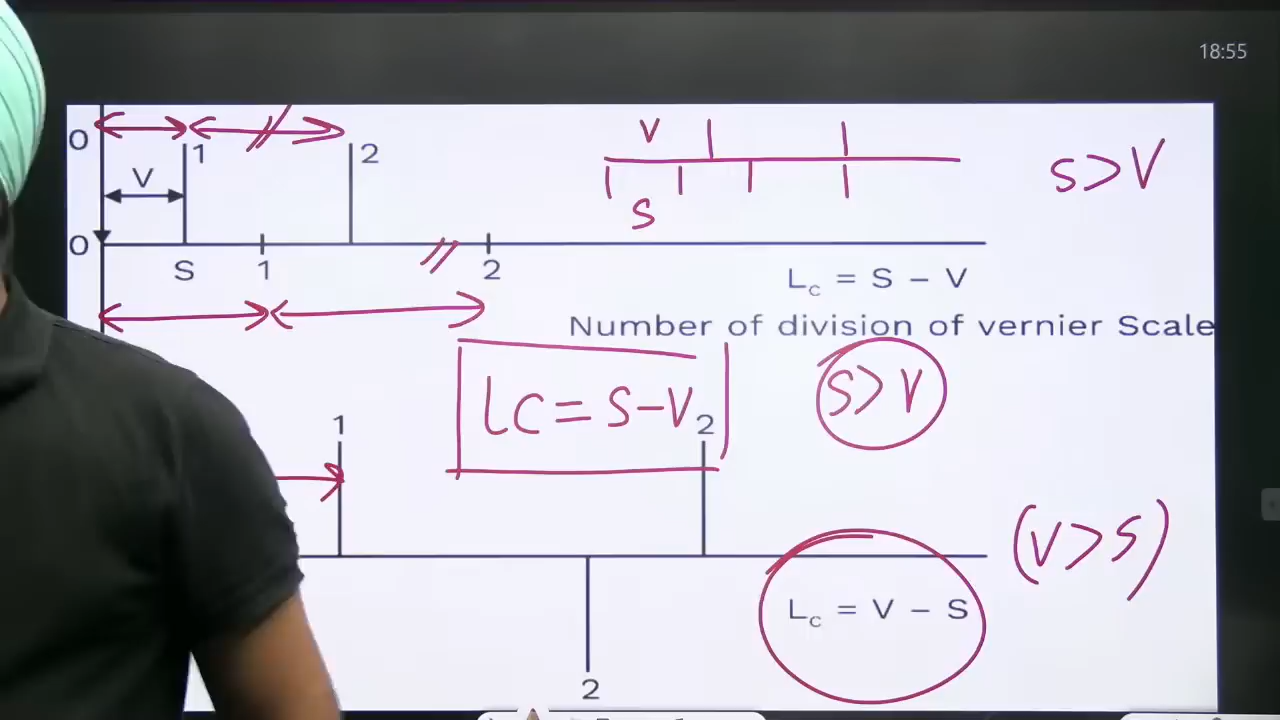 18:55
0 1 2
V
V
S > V
S
0 S 1 2
Lc = S - V
Number of division of vernier Scale
LC = S-V
S > V
1 2
(V > S)
Lc = V - S
2